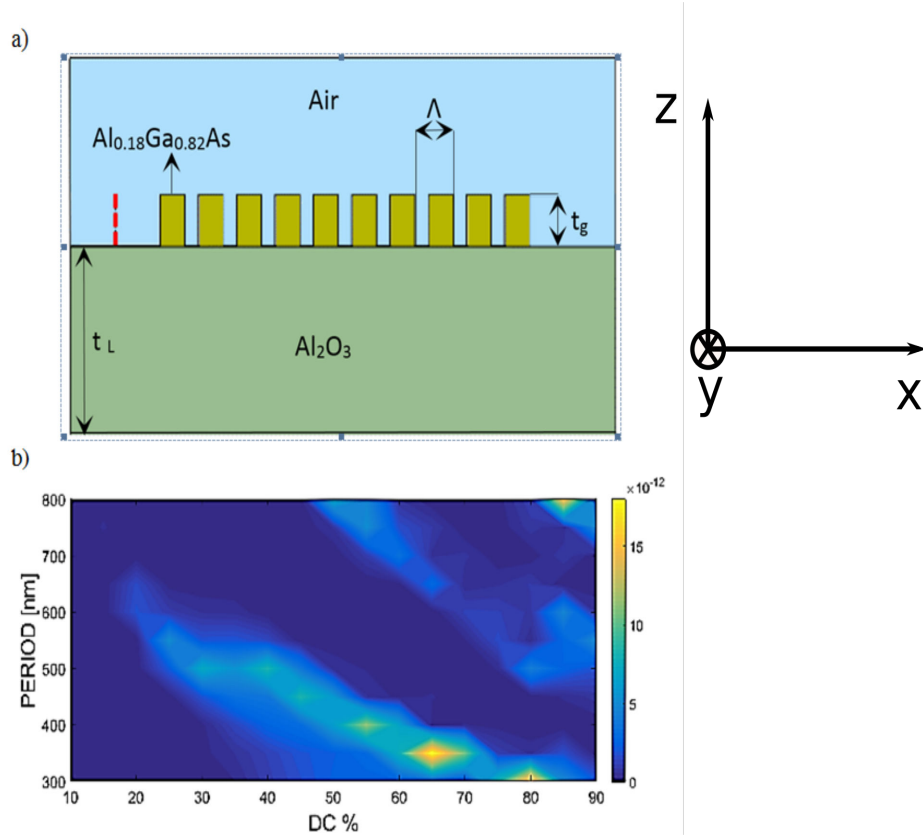 a)
Air
Λ
Al0.18Ga0.82As
tg
t L
Al2O3
z
y
x
b)
×10-12
800
700
600
500
400
300
PERIOD [nm]
15
10
5
0
10 20 30 40 50 60 70 80 90
DC %